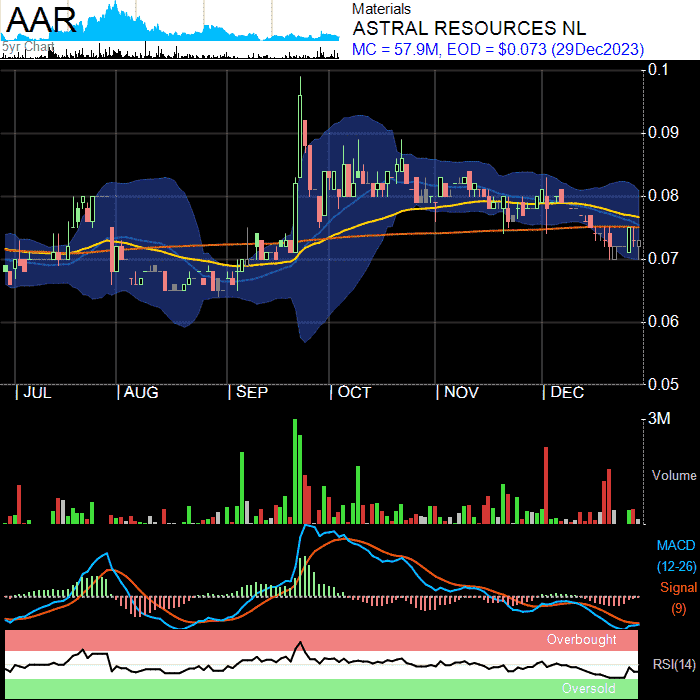 AAR
5yr Chart
Materials
ASTRAL RESOURCES NL
MC = 57.9M, EOD = $0.073 (29Dec2023)
0.1
0.09
0.08
0.07
0.06
0.05
JUL
AUG
SEP
OCT
NOV
DEC
3M
Volume
MACD
(12-26)
Signal
(9)
Overbought
RSI(14)
Oversold